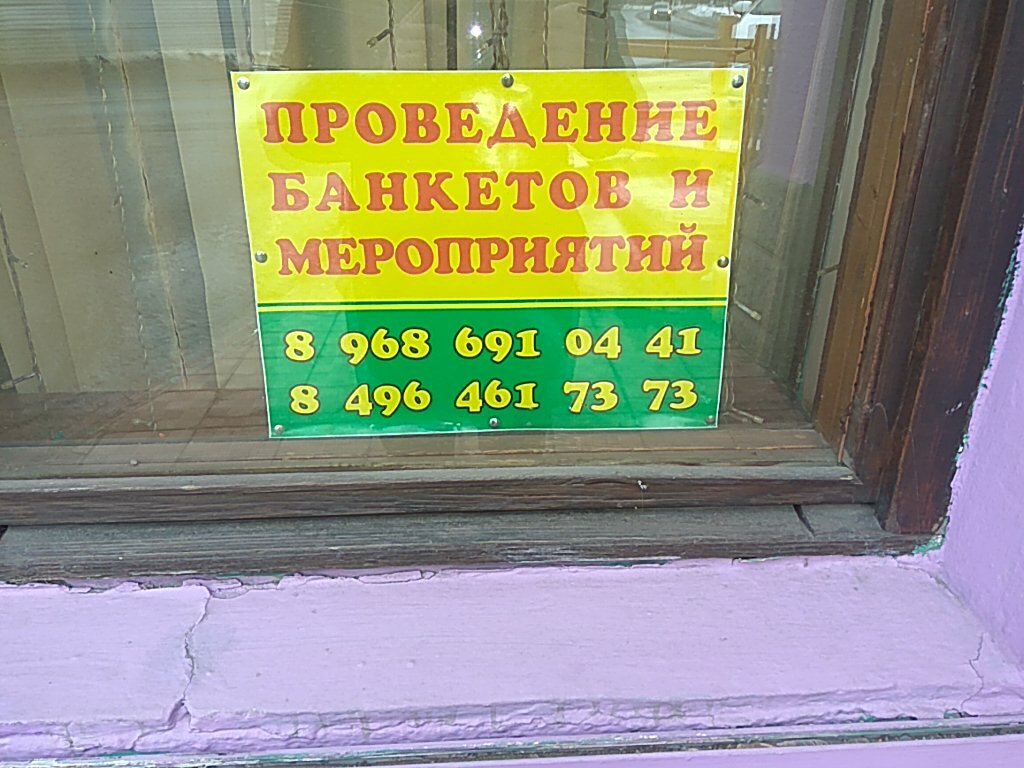 ПРОВЕДЕНИЕ
БАНКЕТОВ И
МЕРОПРИЯТИЙ
8 968 691 04 41
8 496 461 73 73